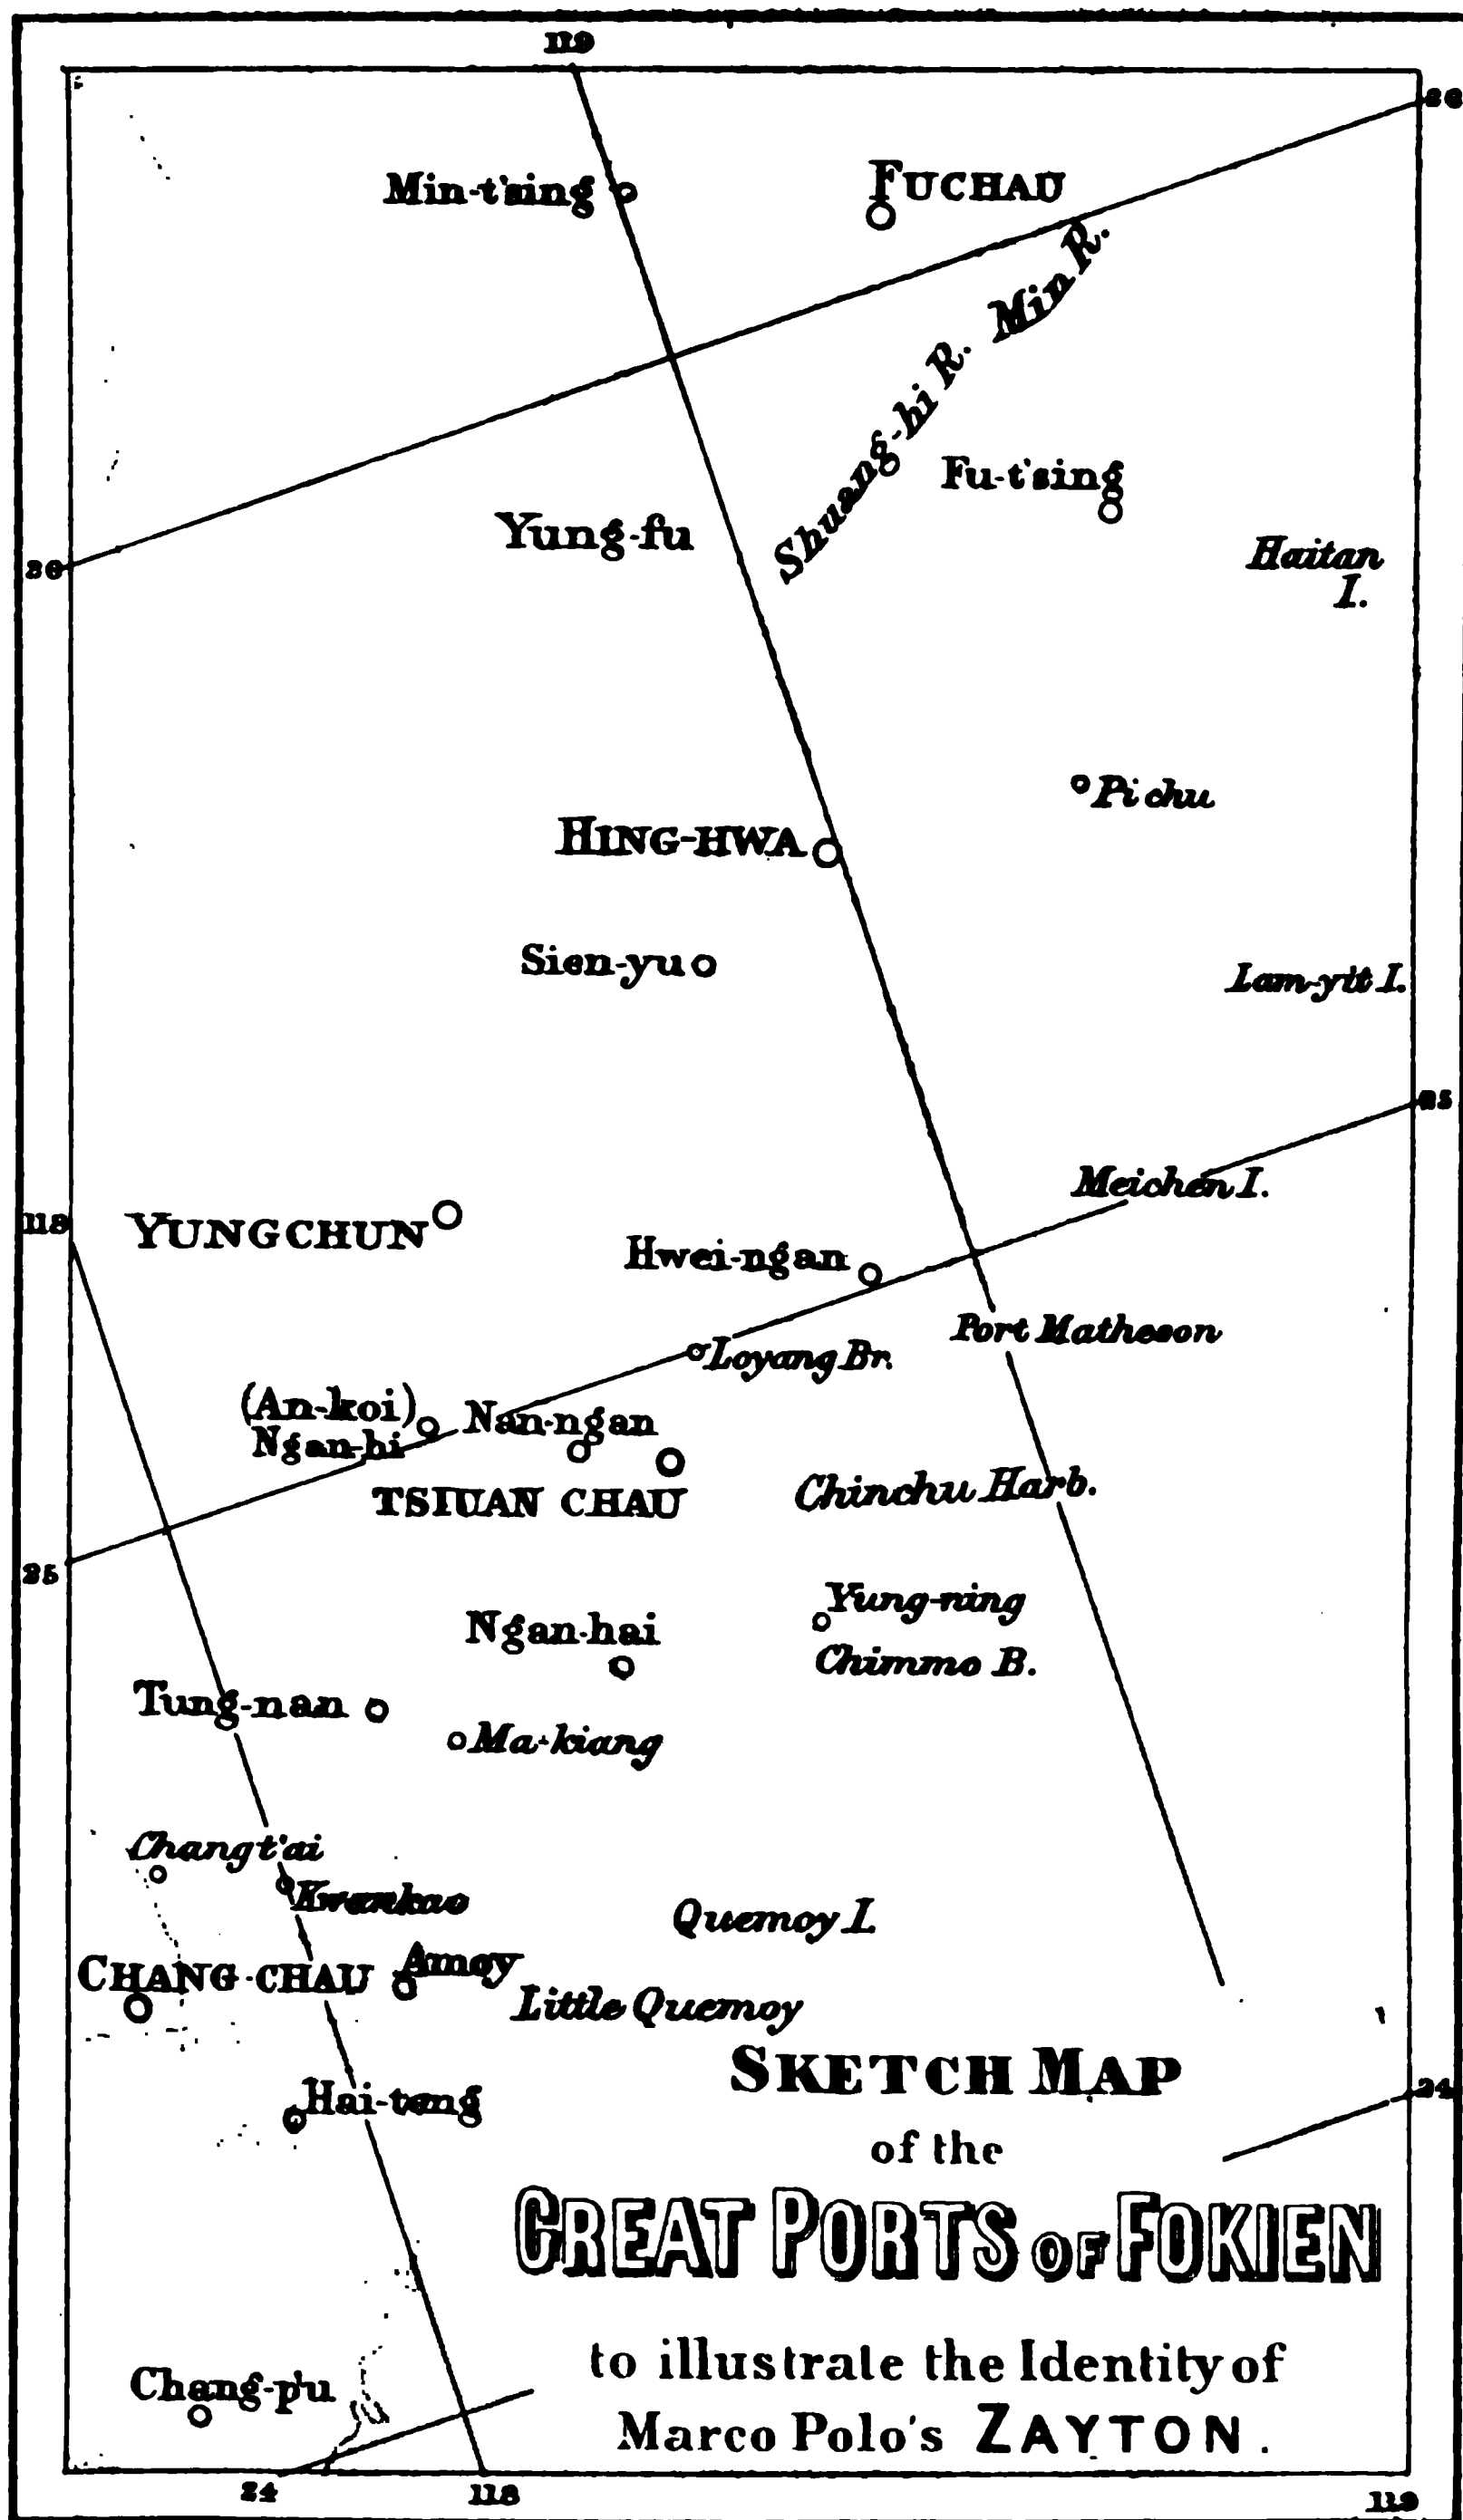 119
26
Min-t'sing
FUCHAU
Min R.
Shuang-hi R.
Fu-t'sing
Yung-fu
Haitan
I.
26
Pi chu
HING-HWA
Sien-yu
Lam-yit I.
25
Meichen I.
118
YUNGCHUN
Hwei-ngan
Port Matheson
Loyang Br.
(An-koi)
Ngan-hi
Nan-ngan
TSIUAN CHAU
Chinchu Harb.
25
Yung-ning
Ngan-hai
Chimmo B.
Tung-nan
Ma-kiang
Changt'ai
Kwankao
Quemoy I.
CHANG-CHAU
Amoy
Little Quemoy
SKETCH MAP
24
Hai-teng
of the
GREAT PORTS OF FOKIEN
to illustrate the Identity of
Chang-p'u
Marco Polo's ZAYTON.
24
118
119